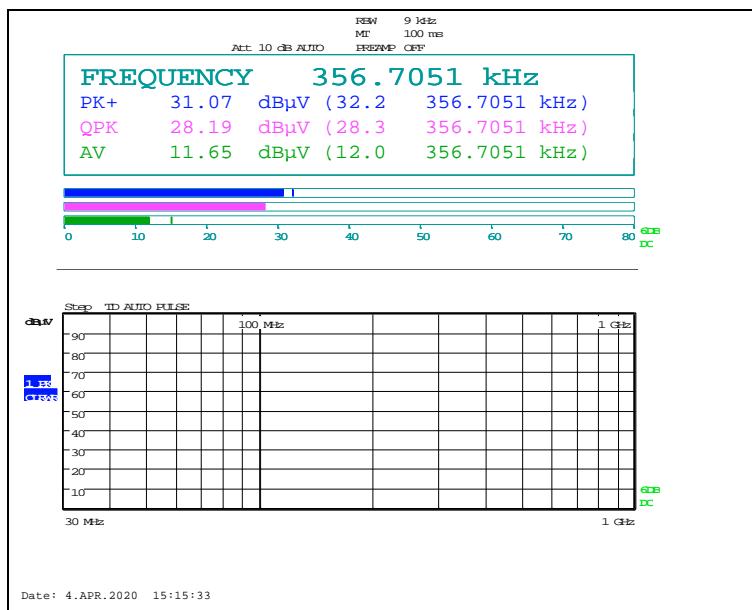 RBW 9 kHz
MT 100 ms
Att 10 dB AUTO PREAMP OFF
FREQUENCY 356.7051 kHz
PK+ 31.07 dBµV (32.2 356.7051 kHz)
QPK 28.19 dBµV (28.3 356.7051 kHz)
AV 11.65 dBµV (12.0 356.7051 kHz)
0 10 20 30 40 50 60 70 80
6DB
DC
Step TD AUTO PULSE
dBµV
100 MHz 1 GHz
90
80
70
1 PK
CLRWR
60
50
40
30
20
10
6DB
DC
30 MHz 1 GHz
Date: 4.APR.2020 15:15:33